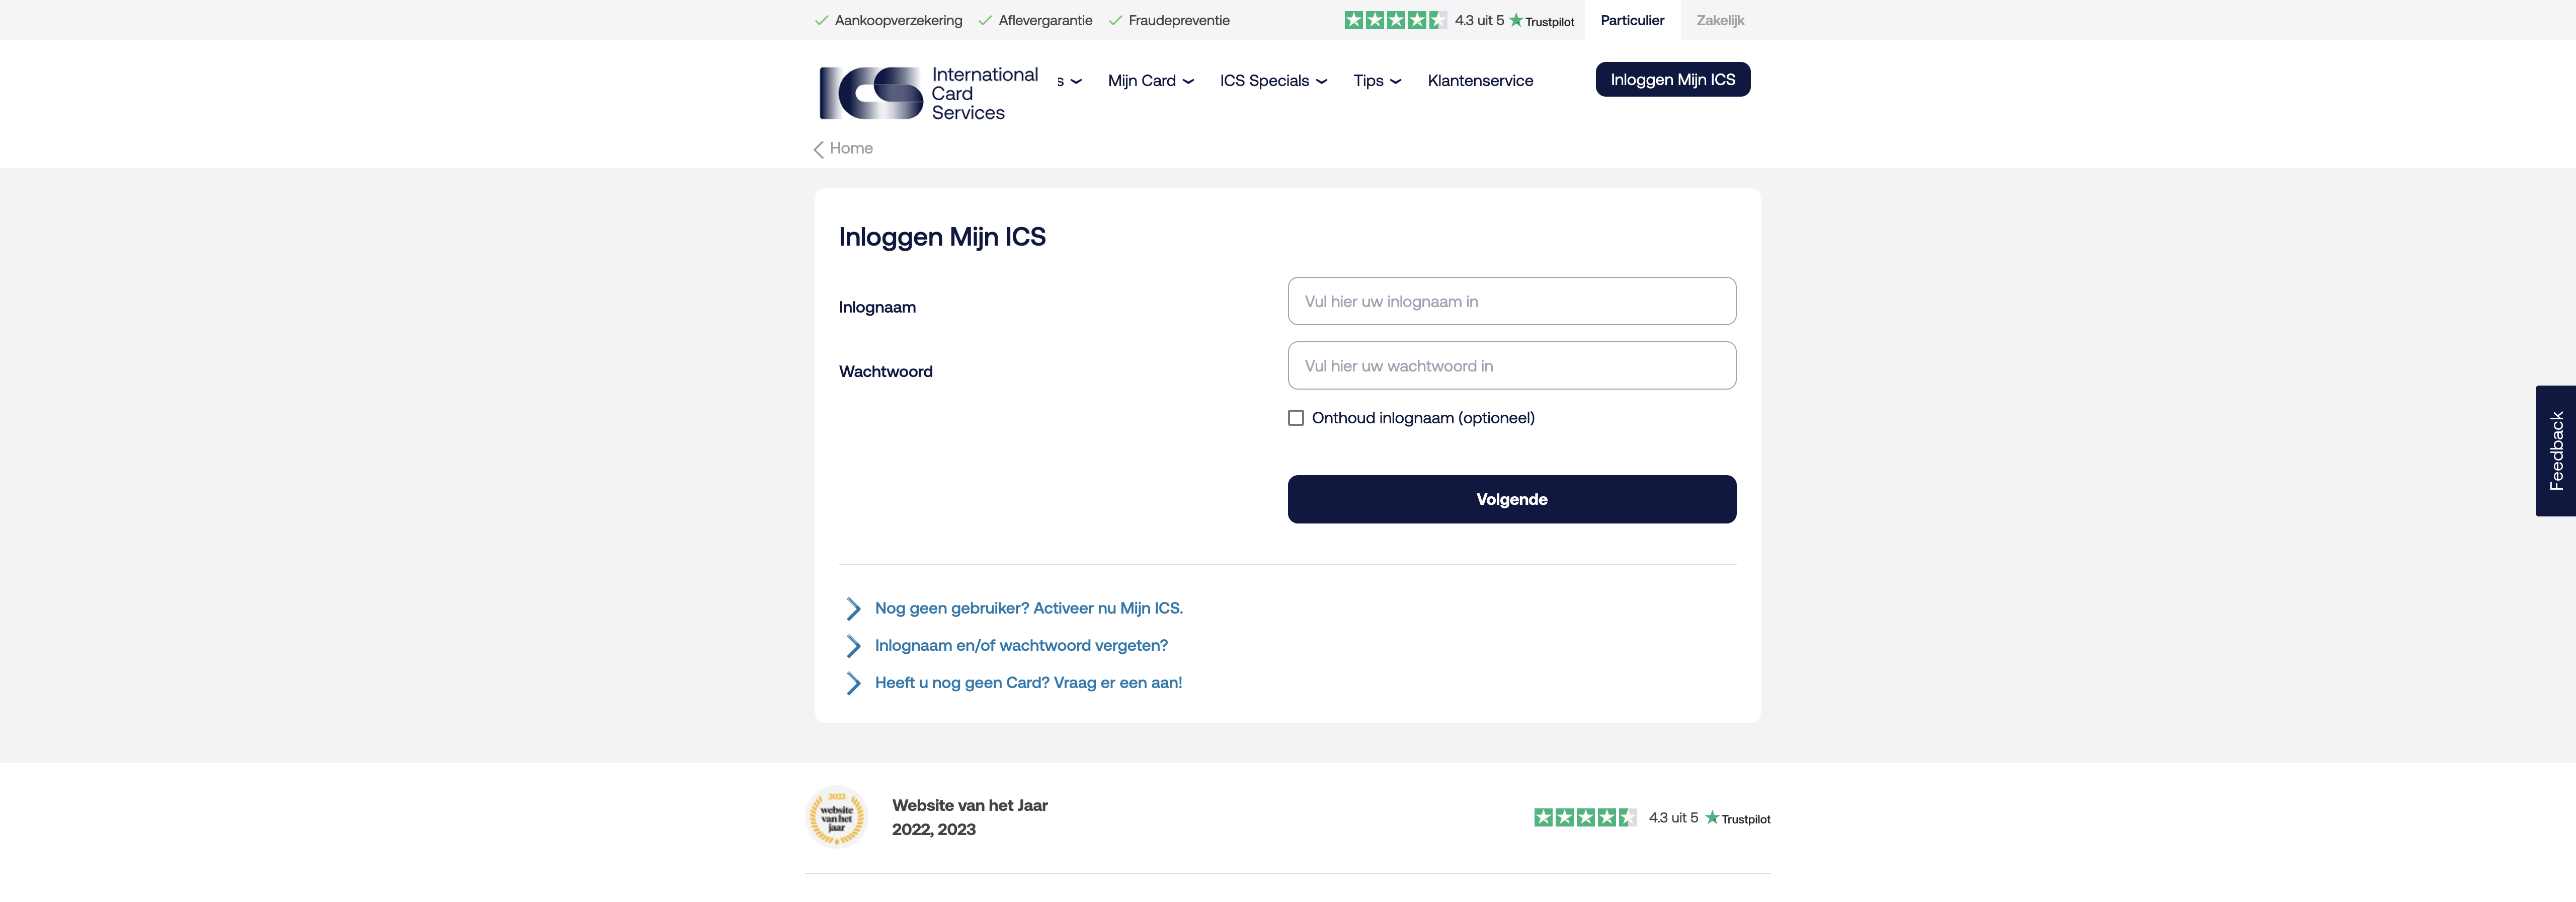 Aankoopverzekering
Aflevergarantie
Fraudepreventie
4.3 uit 5
Trustpilot
Particulier
Zakelijk
ICS
International
Card
Services
s
Mijn Card
ICS Specials
Tips
Klantenservice
Inloggen Mijn ICS
Home
Inloggen Mijn ICS
Inlognaam
Vul hier uw inlognaam in
Wachtwoord
Vul hier uw wachtwoord in
Onthoud inlognaam (optioneel)
Volgende
Feedback
Nog geen gebruiker? Activeer nu Mijn ICS.
Inlognaam en/of wachtwoord vergeten?
Heeft u nog geen Card? Vraag er een aan!
2023
website
van het
jaar
Website van het Jaar
2022, 2023
4.3 uit 5
Trustpilot